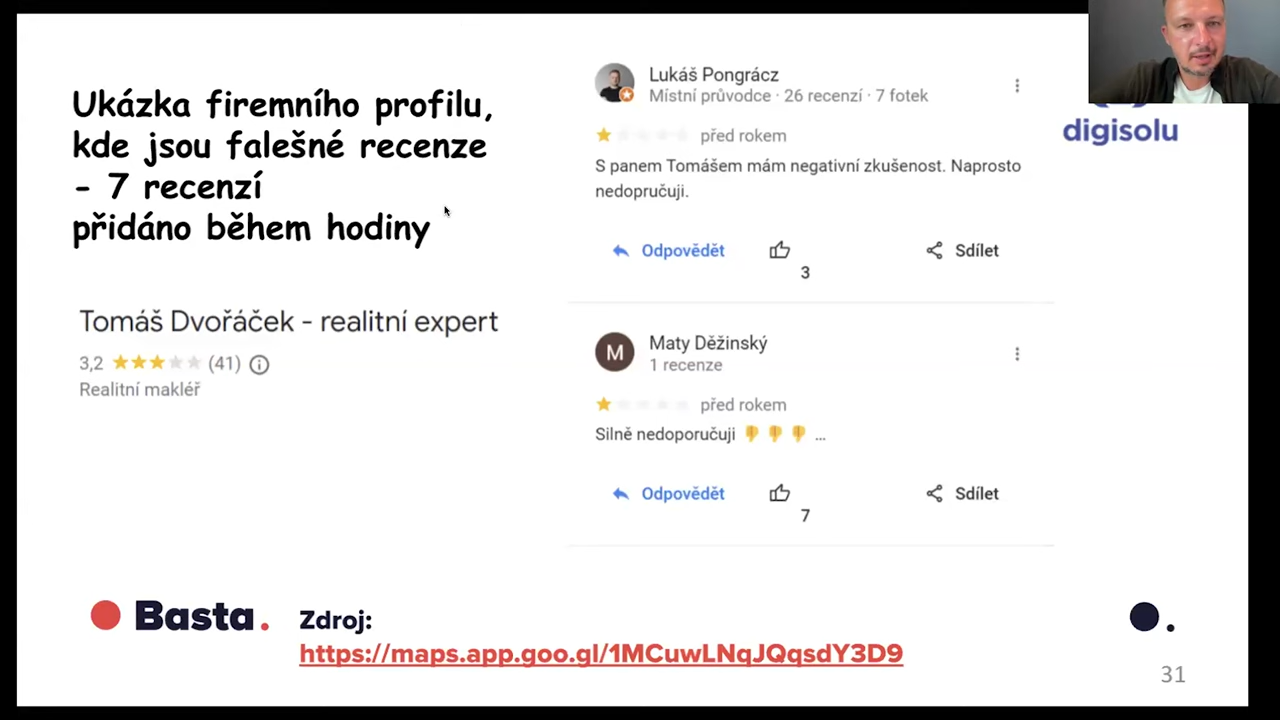 Ukázka firemního profilu,
kde jsou falešné recenze
- 7 recenzí
přidáno během hodiny
Tomáš Dvořáček - realitní expert
3,2 (41)
Realitní makléř
Lukáš Pongrácz
Místní průvodce · 26 recenzí · 7 fotek
před rokem
S panem Tomášem mám negativní zkušenost. Naprosto
nedopručuji.
Odpovědět
3
Sdílet
Maty Děžinský
M
1 recenze
před rokem
Silně nedoporučuji 👎 👎 👎 ...
Odpovědět
7
Sdílet
digisolu
Basta.
Zdroj:
https://maps.app.goo.gl/1MCuwLNqJQqsdY3D9
31